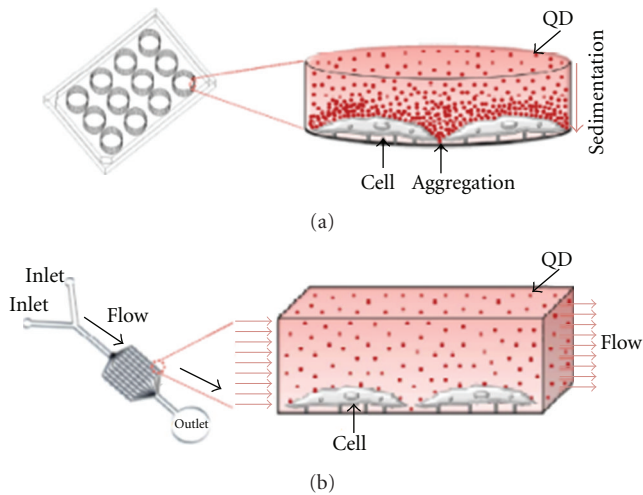 QD
Sedimentation
Cell
Aggregation
(a)
QD
Inlet
Inlet
Flow
Flow
Outlet
Cell
(b)